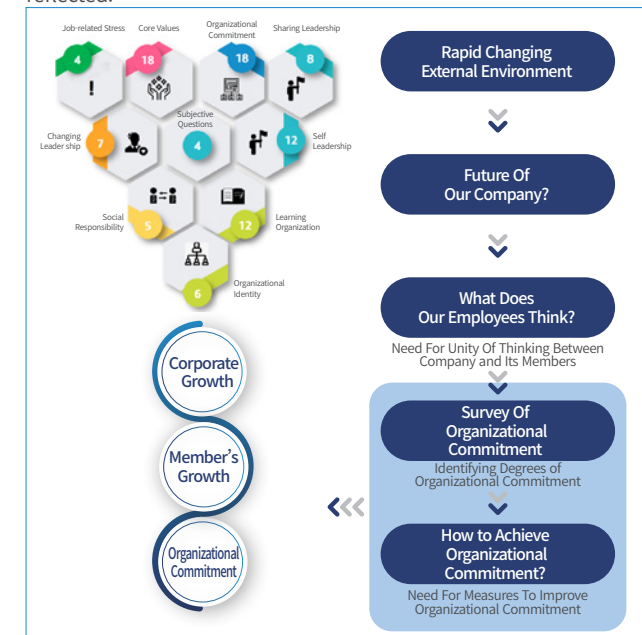 reflected.
Job-related Stress
Core Values
Organizational
Commitment
Sharing Leadership
4
18
18
8
Changing
Leader ship
7
Subjective
Questions
4
12
Self
Leadership
Social
Responsibility
5
12
Learning
Organization
6
Organizational
Identity
Corporate
Growth
Member's
Growth
Organizational
Commitment
Rapid Changing
External Environment
Future Of
Our Company?
What Does
Our Employees Think?
Need For Unity Of Thinking Between
Company and Its Members
Survey Of
Organizational
Commitment
Identifying Degrees of
Organizational Commitment
How to Achieve
Organizational
Commitment?
Need For Measures To Improve
Organizational Commitment